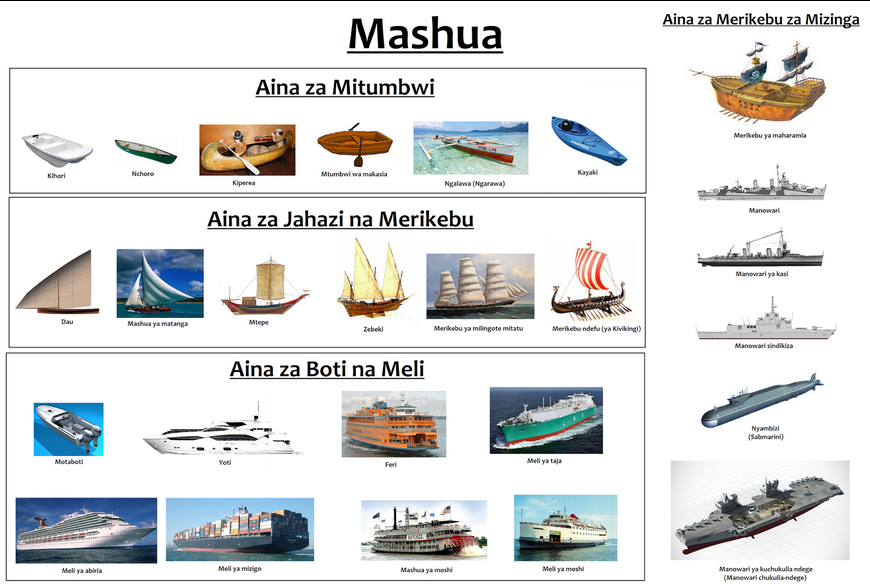 Mashua
Aina za Mitumbwi
Kihori
Nchoro
Kiperea
Mtumbwi wa makasia
Ngalawa (Ngarawa)
Kayaki
Aina za Jahazi na Merikebu
Dau
Mashua ya matanga
Mtepe
Zebeki
Merikebu ya milingote mitatu
Merikebu ndefu (ya Kivikingi)
Aina za Boti na Meli
Motaboti
Yoti
Feri
Meli ya taja
Meli ya abiria
Meli ya mizigo
Mashua ya moshi
Meli ya moshi
Aina za Merikebu za Mizinga
Merikebu ya maharamia
Manowari
Manowari ya kasi
Manowari sindikiza
Nyambizi
(Sabmarini)
Manowari ya kuchukulia ndege
(Manowari chukulia-ndege)